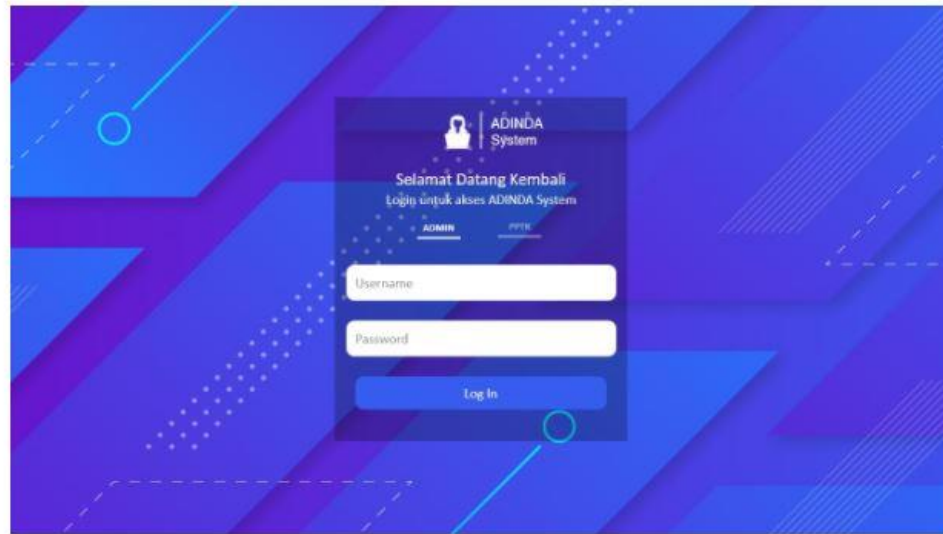 ADINDA
System
Selamat Datang Kembali
Login untuk akses ADINDA System
ADMIN PPTK
Username
Password
Log In